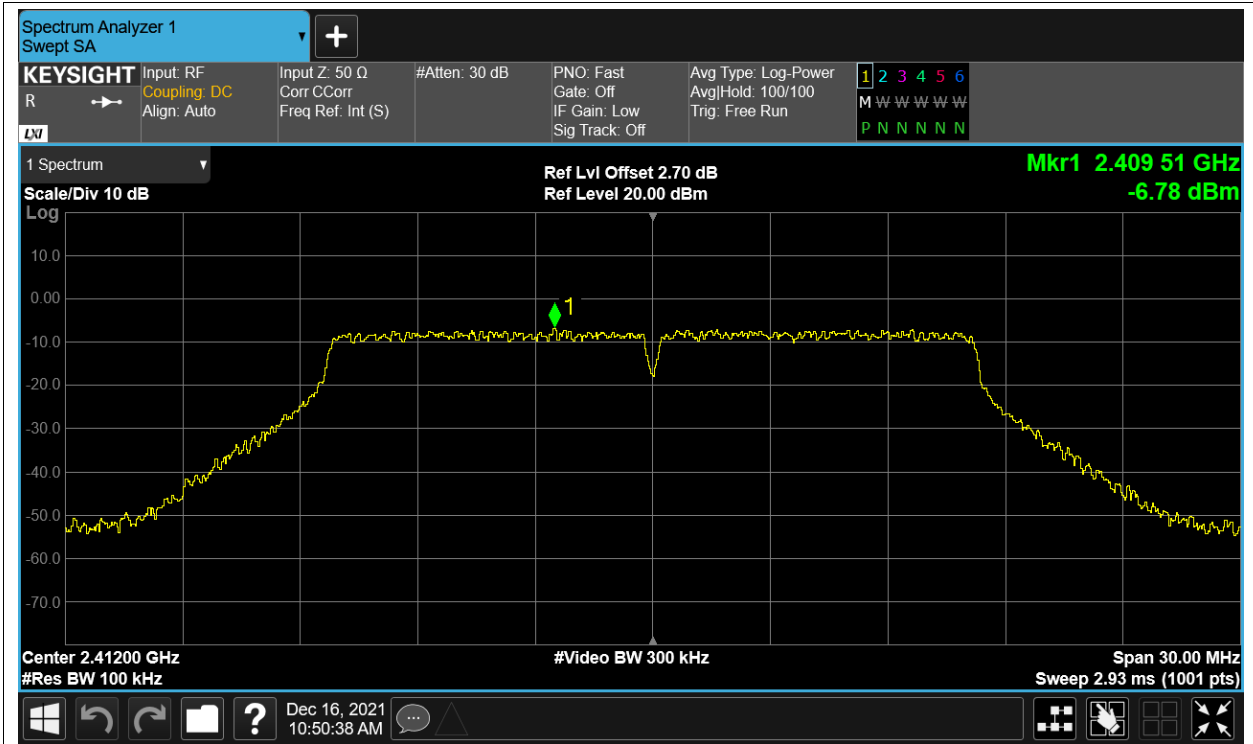 Spectrum Analyzer 1
Swept SA
KEYSIGHT
R
LXI
Input: RF
Coupling: DC
Align: Auto
Input Z: 50 Ω
Corr CCorr
Freq Ref: Int (S)
#Atten: 30 dB
PNO: Fast
Gate: Off
IF Gain: Low
Sig Track: Off
Avg Type: Log-Power
Avg|Hold: 100/100
Trig: Free Run
1 2 3 4 5 6
M W W W W W
P N N N N N
1 Spectrum
Scale/Div 10 dB
Log
Ref Lvl Offset 2.70 dB
Ref Level 20.00 dBm
Mkr1 2.409 51 GHz
-6.78 dBm
10.0
0.00
-10.0
-20.0
-30.0
-40.0
-50.0
-60.0
-70.0
1
Center 2.41200 GHz
#Res BW 100 kHz
#Video BW 300 kHz
Span 30.00 MHz
Sweep 2.93 ms (1001 pts)
?
Dec 16, 2021
10:50:38 AM